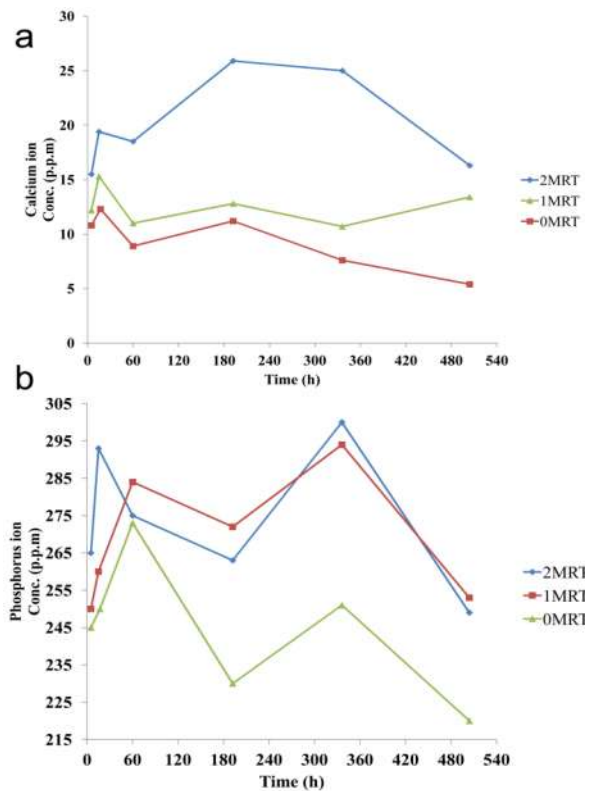 a
30
25
20
15
10
5
0
Calcium ion
Conc. (p.p.m)
0 60 120 180 240 300 360 420 480 540
Time (h)
2MRT
1MRT
0MRT
b
305
295
285
275
265
255
245
235
225
215
Phosphorus ion
Conc. (p.p.m)
0 60 120 180 240 300 360 420 480 540
Time (h)
2MRT
1MRT
0MRT